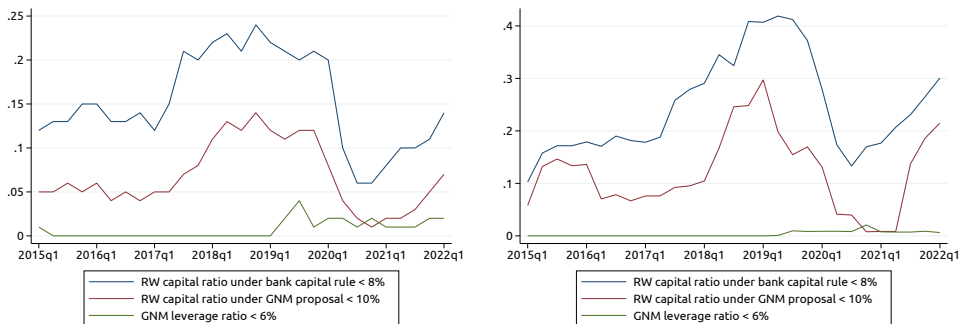 .25
.2
.15
.1
.05
0
2015q1 2016q1 2017q1 2018q1 2019q1 2020q1 2021q1 2022q1
RW capital ratio under bank capital rule < 8%
RW capital ratio under GNM proposal < 10%
GNM leverage ratio < 6%
.4
.3
.2
.1
0
2015q1 2016q1 2017q1 2018q1 2019q1 2020q1 2021q1 2022q1
RW capital ratio under bank capital rule < 8%
RW capital ratio under GNM proposal < 10%
GNM leverage ratio < 6%